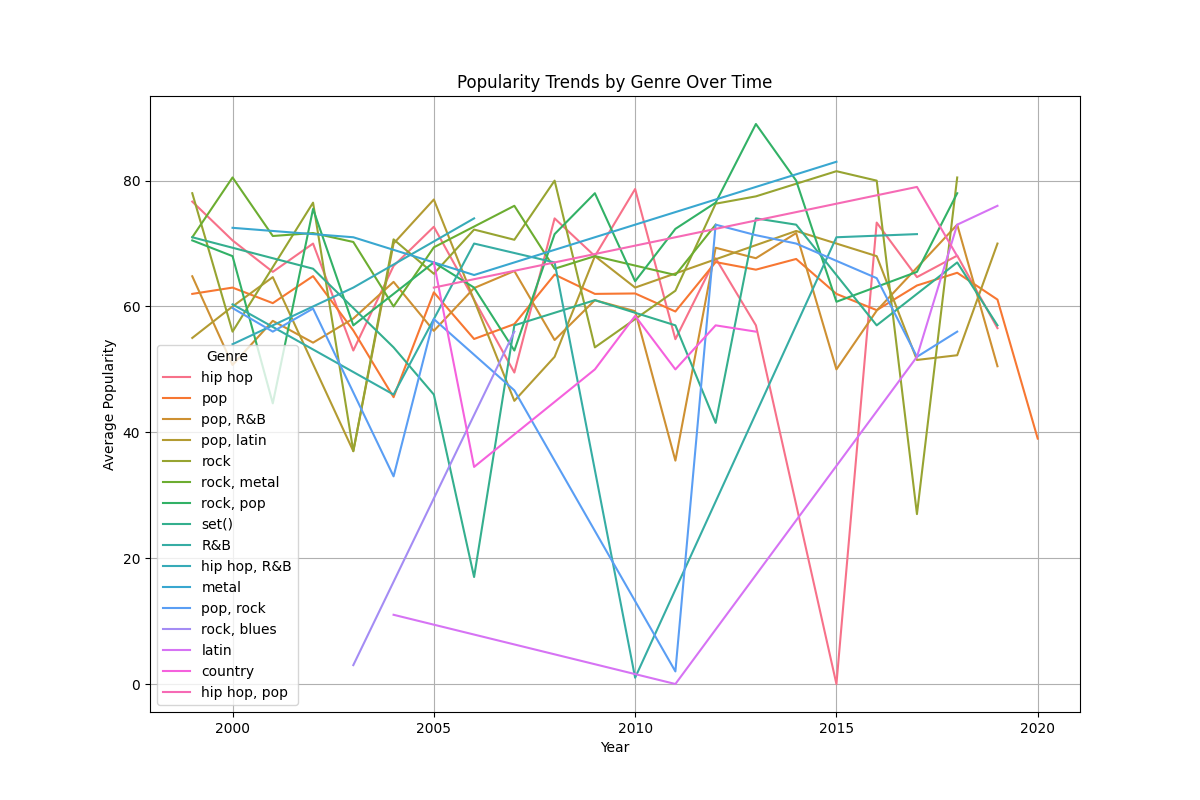 Popularity Trends by Genre Over Time
Average Popularity
80
60
40
20
0
Genre
hip hop
pop
pop, R&B
pop, latin
rock
rock, metal
rock, pop
set()
R&B
hip hop, R&B
metal
pop, rock
rock, blues
latin
country
hip hop, pop
2000 2005 2010 2015 2020
Year